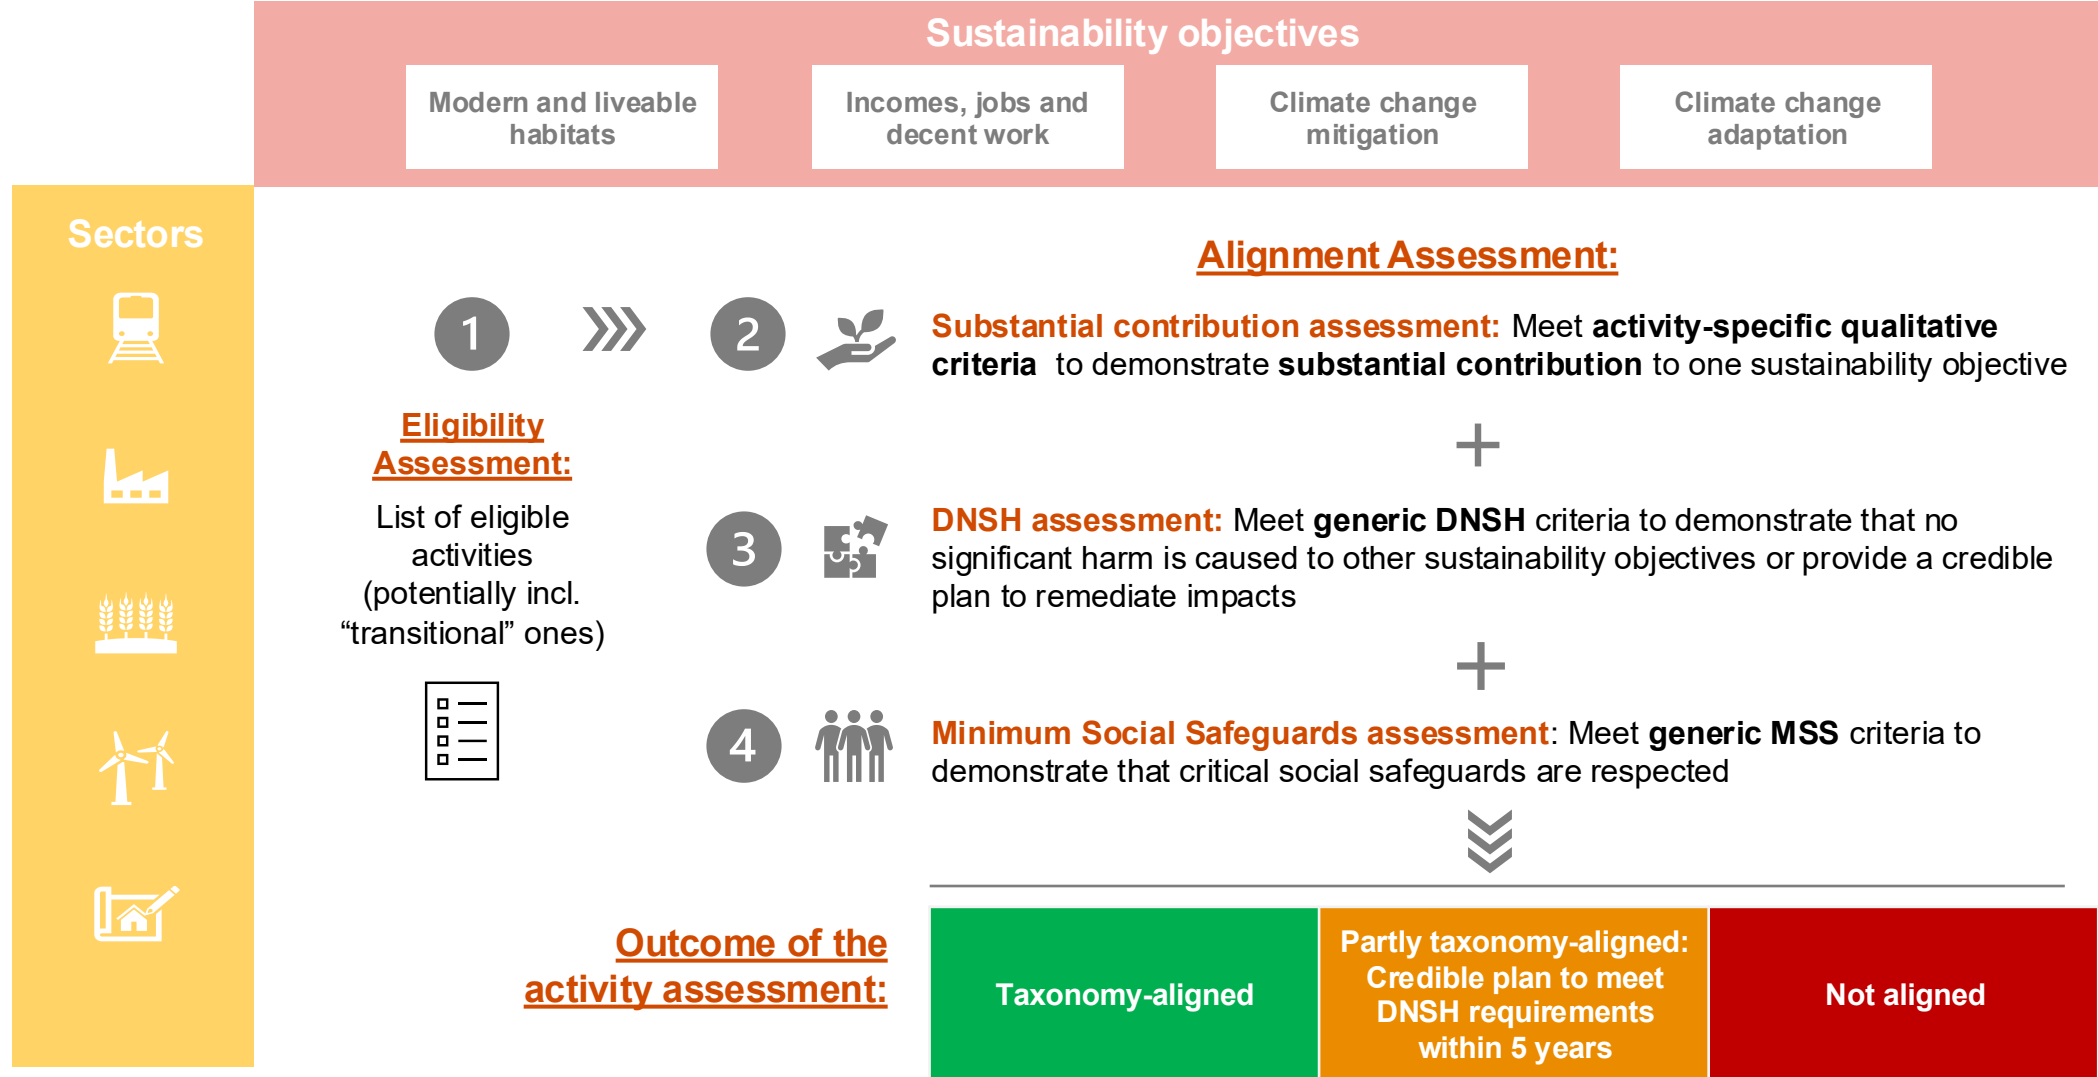 Sustainability objectives
Modern and liveable
habitats
Incomes, jobs and
decent work
Climate change
mitigation
Climate change
adaptation
Sectors
Alignment Assessment:
1
2
Substantial contribution assessment: Meet activity-specific qualitative
criteria to demonstrate substantial contribution to one sustainability objective
Eligibility
Assessment:
List of eligible
activities
(potentially incl.
“transitional” ones)
+
3
DNSH assessment: Meet generic DNSH criteria to demonstrate that no
significant harm is caused to other sustainability objectives or provide a credible
plan to remediate impacts
+
4
Minimum Social Safeguards assessment: Meet generic MSS criteria to
demonstrate that critical social safeguards are respected
Outcome of the
activity assessment:
Taxonomy-aligned
Partly taxonomy-aligned:
Credible plan to meet
DNSH requirements
within 5 years
Not aligned